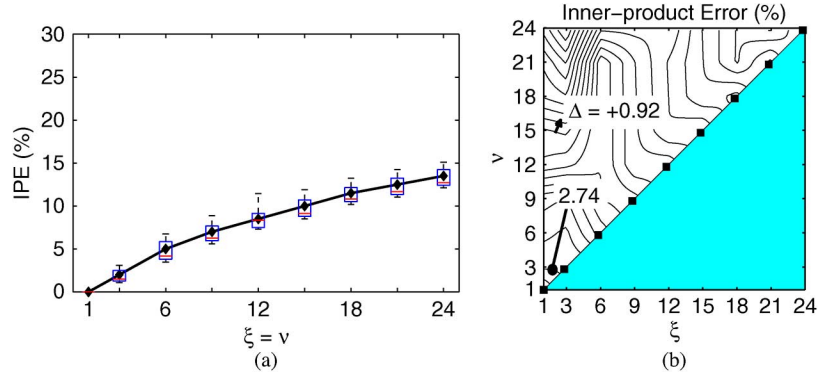 30
25
20
15
10
5
0
IPE (%)
1 6 12 18 24
ξ = ν
(a)
Inner−product Error (%)
24
21
18
15
12
9
6
3
1
ν
Δ = +0.92
2.74
1 3 6 9 12 15 18 21 24
ξ
(b)